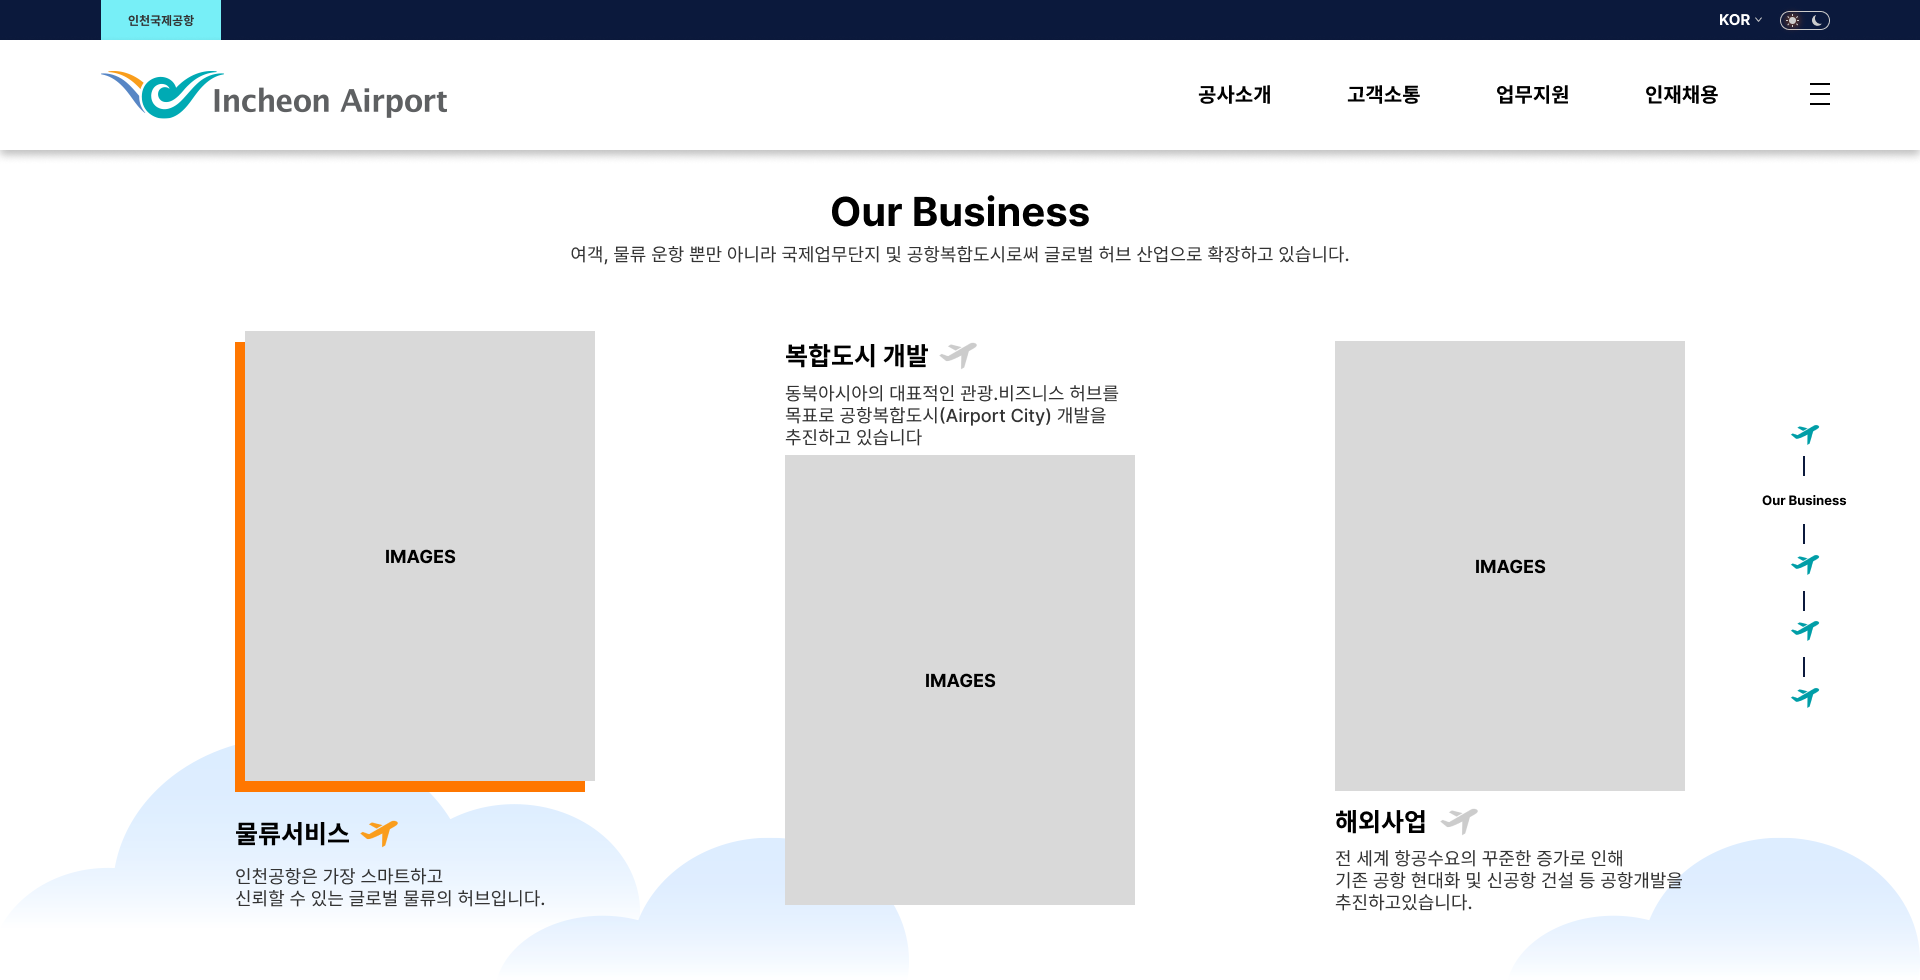 인천국제공항
KOR
Incheon Airport
공사소개
고객소통
업무지원
인재채용
Our Business
여객, 물류 운항 뿐만 아니라 국제업무단지 및 공항복합도시로써 글로벌 허브 산업으로 확장하고 있습니다.
IMAGES
물류서비스
인천공항은 가장 스마트하고
신뢰할 수 있는 글로벌 물류의 허브입니다.
복합도시 개발
동북아시아의 대표적인 관광.비즈니스 허브를
목표로 공항복합도시(Airport City) 개발을
추진하고 있습니다
IMAGES
IMAGES
해외사업
전 세계 항공수요의 꾸준한 증가로 인해
기존 공항 현대화 및 신공항 건설 등 공항개발을
추진하고있습니다.
Our Business